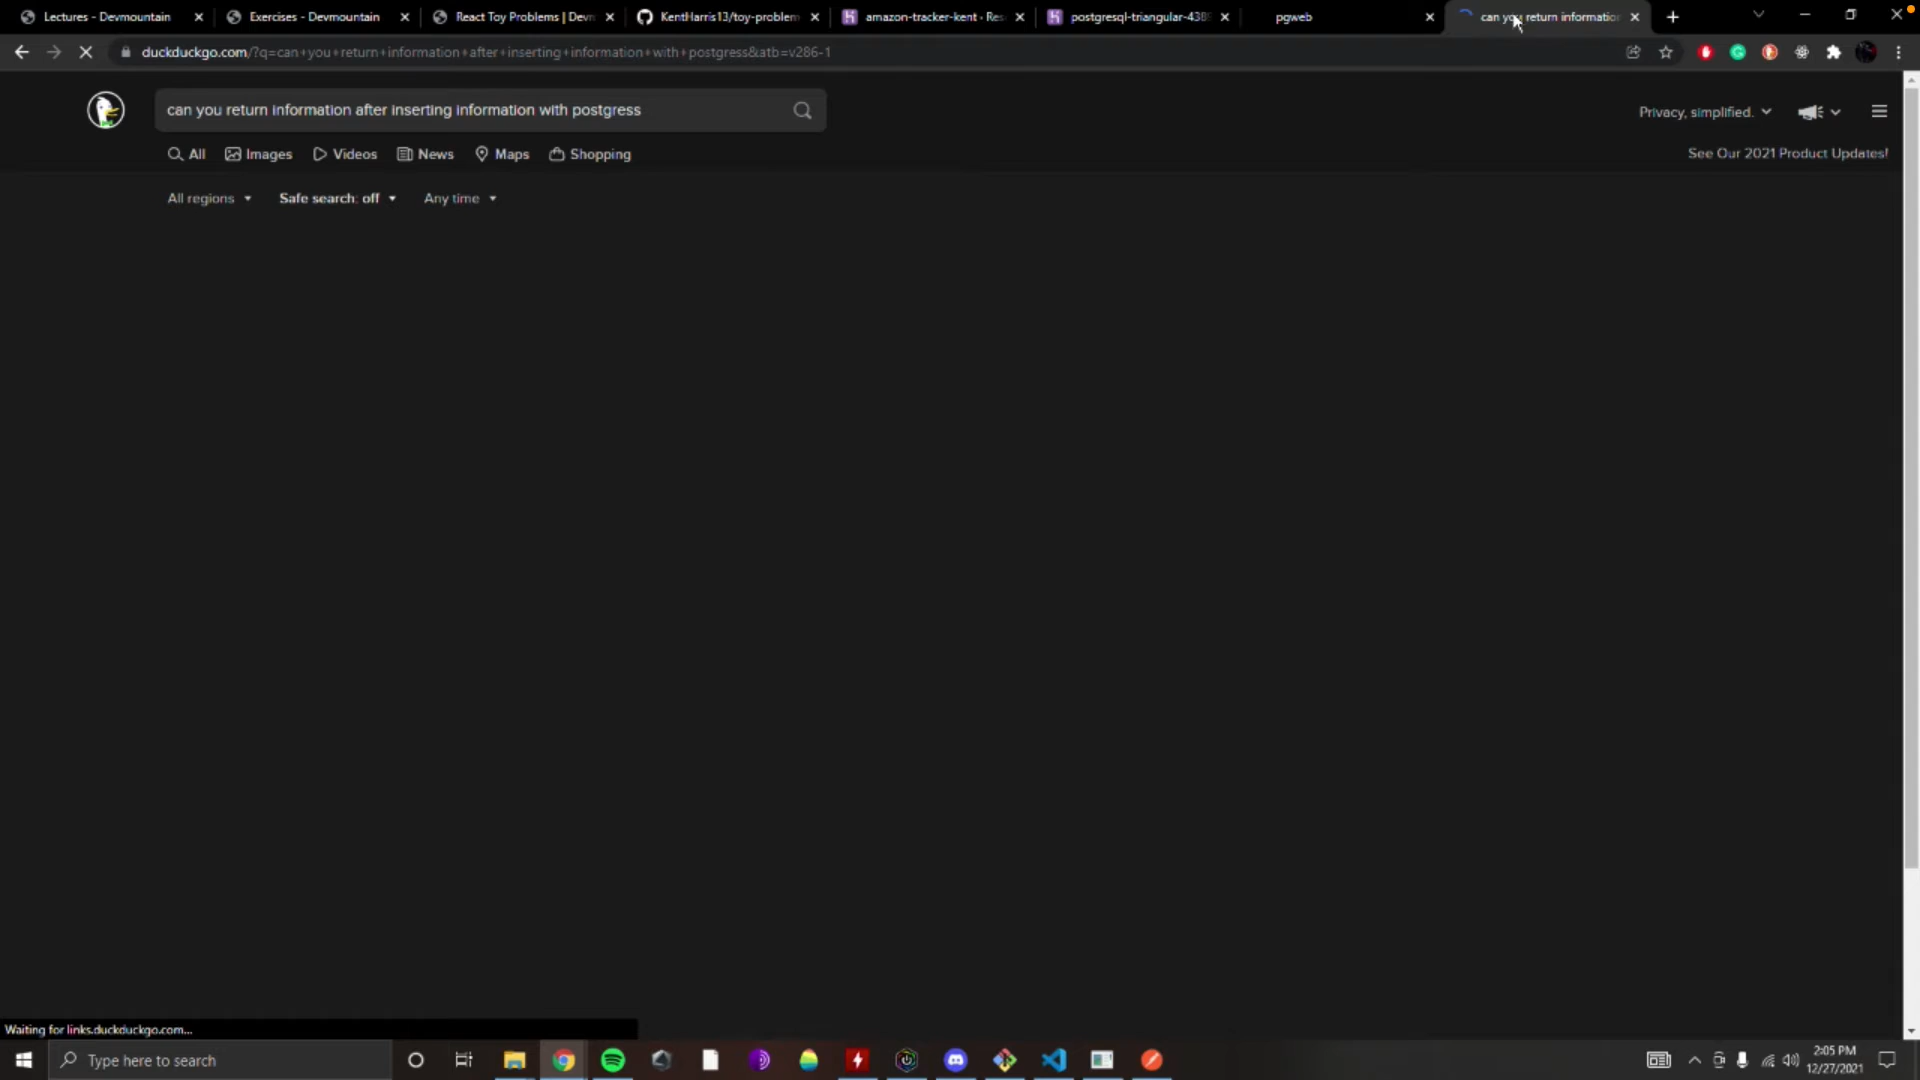 Lectures - Devmountain
Exercises - Devmountain
React Toy Problems | Devm
KentHarris13/toy-problem
amazon-tracker-kent · Res
postgresql-triangular-438
pgweb
can you return information
duckduckgo.com/?q=can+you+return+information+after+inserting+information+with+postgress&atb=v286-1
can you return information after inserting information with postgress
Privacy, simplified.
All
Images
Videos
News
Maps
Shopping
See Our 2021 Product Updates!
All regions
Safe search: off
Any time
Waiting for links.duckduckgo.com...
Type here to search
2:05 PM
12/27/2021